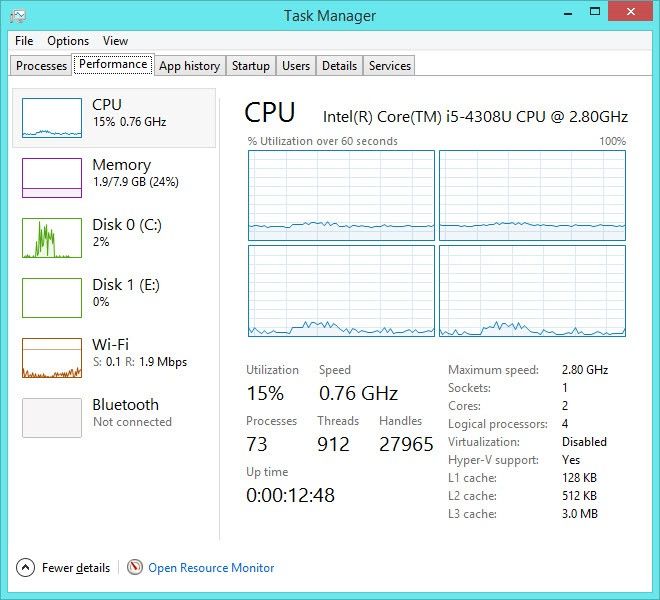 Task Manager
File Options View
Processes Performance App history Startup Users Details Services
CPU
15% 0.76 GHz
Memory
1.9/7.9 GB (24%)
Disk 0 (C:)
2%
Disk 1 (E:)
0%
Wi-Fi
S: 0.1 R: 1.9 Mbps
Bluetooth
Not connected
CPU Intel(R) Core(TM) i5-4308U CPU @ 2.80GHz
% Utilization over 60 seconds 100%
Utilization Speed
15% 0.76 GHz
Processes Threads Handles
73 912 27965
Up time
0:00:12:48
Maximum speed: 2.80 GHz
Sockets: 1
Cores: 2
Logical processors: 4
Virtualization: Disabled
Hyper-V support: Yes
L1 cache: 128 KB
L2 cache: 512 KB
L3 cache: 3.0 MB
Fewer details Open Resource Monitor